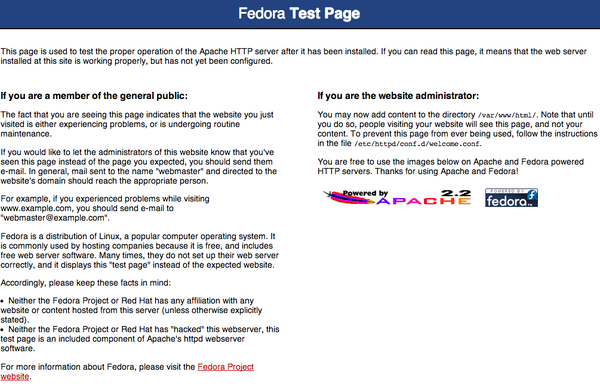 Fedora Test Page
This page is used to test the proper operation of the Apache HTTP server after it has been installed. If you can read this page, it means that the web server
installed at this site is working properly, but has not yet been configured.
If you are a member of the general public:
The fact that you are seeing this page indicates that the website you just
visited is either experiencing problems, or is undergoing routine
maintenance.
If you would like to let the administrators of this website know that you've
seen this page instead of the page you expected, you should send them
e-mail. In general, mail sent to the name "webmaster" and directed to the
website's domain should reach the appropriate person.
For example, if you experienced problems while visiting
www.example.com, you should send e-mail to
"webmaster@example.com".
Fedora is a distribution of Linux, a popular computer operating system. It
is commonly used by hosting companies because it is free, and includes
free web server software. Many times, they do not set up their web server
correctly, and it displays this "test page" instead of the expected website.
Accordingly, please keep these facts in mind:
• Neither the Fedora Project or Red Hat has any affiliation with any
website or content hosted from this server (unless otherwise explicitly
stated).
• Neither the Fedora Project or Red Hat has "hacked" this webserver, this
test page is an included component of Apache's httpd webserver
software.
For more information about Fedora, please visit the Fedora Project
website.
If you are the website administrator:
You may now add content to the directory /var/www/html/. Note that until
you do so, people visiting your website will see this page, and not your
content. To prevent this page from ever being used, follow the instructions
in the file /etc/httpd/conf.d/welcome.conf.
You are free to use the images below on Apache and Fedora powered
HTTP servers. Thanks for using Apache and Fedora!
Powered by 2.2
APACHE
POWERED BY
fedora